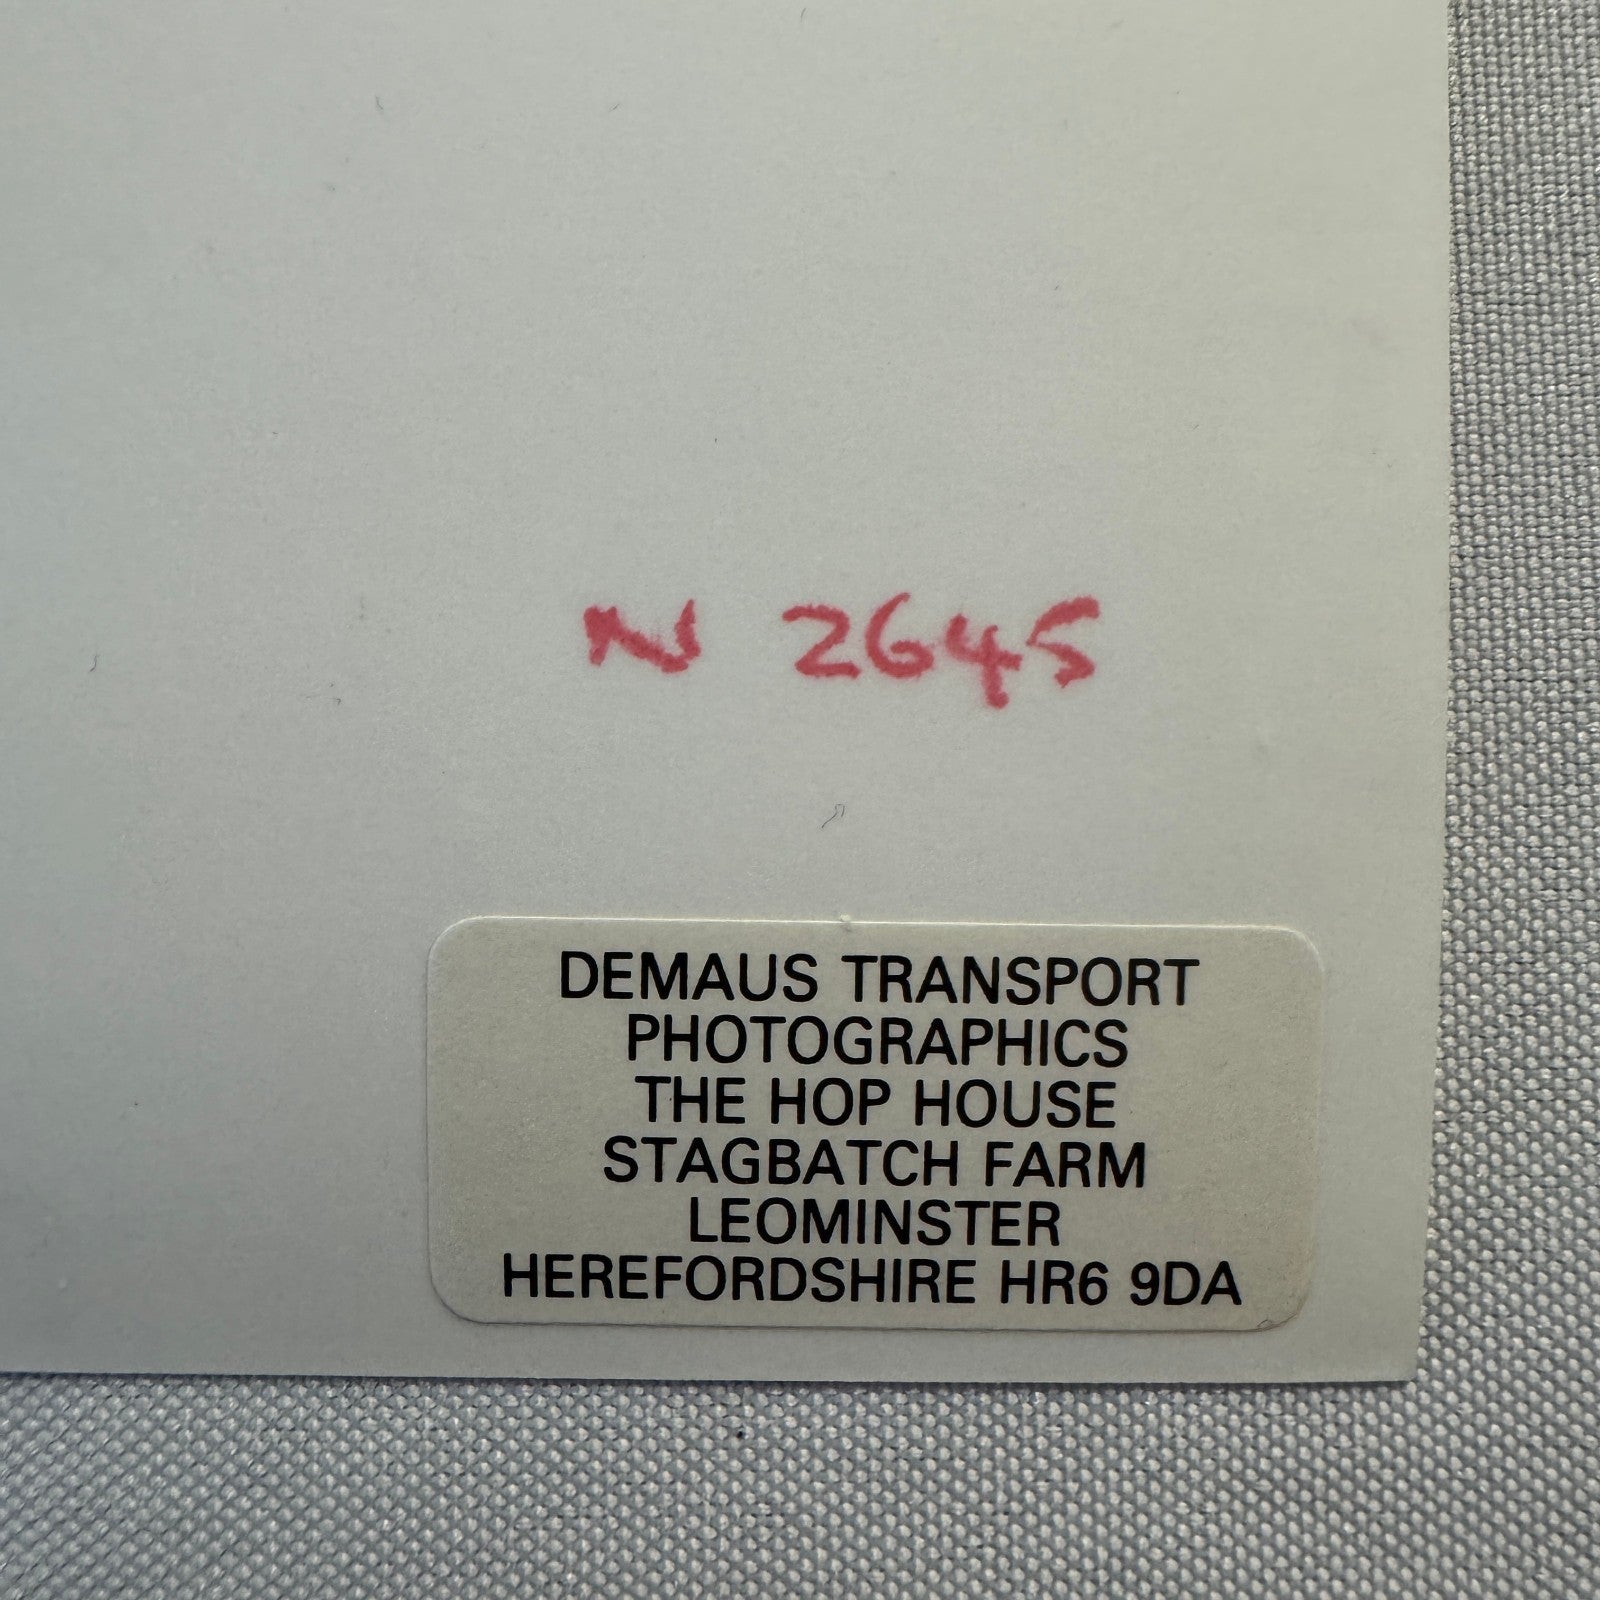 N 2645
DEMAUS TRANSPORT
PHOTOGRAPHICS
THE HOP HOUSE
STAGBATCH FARM
LEOMINSTER
HEREFORDSHIRE HR6 9DA